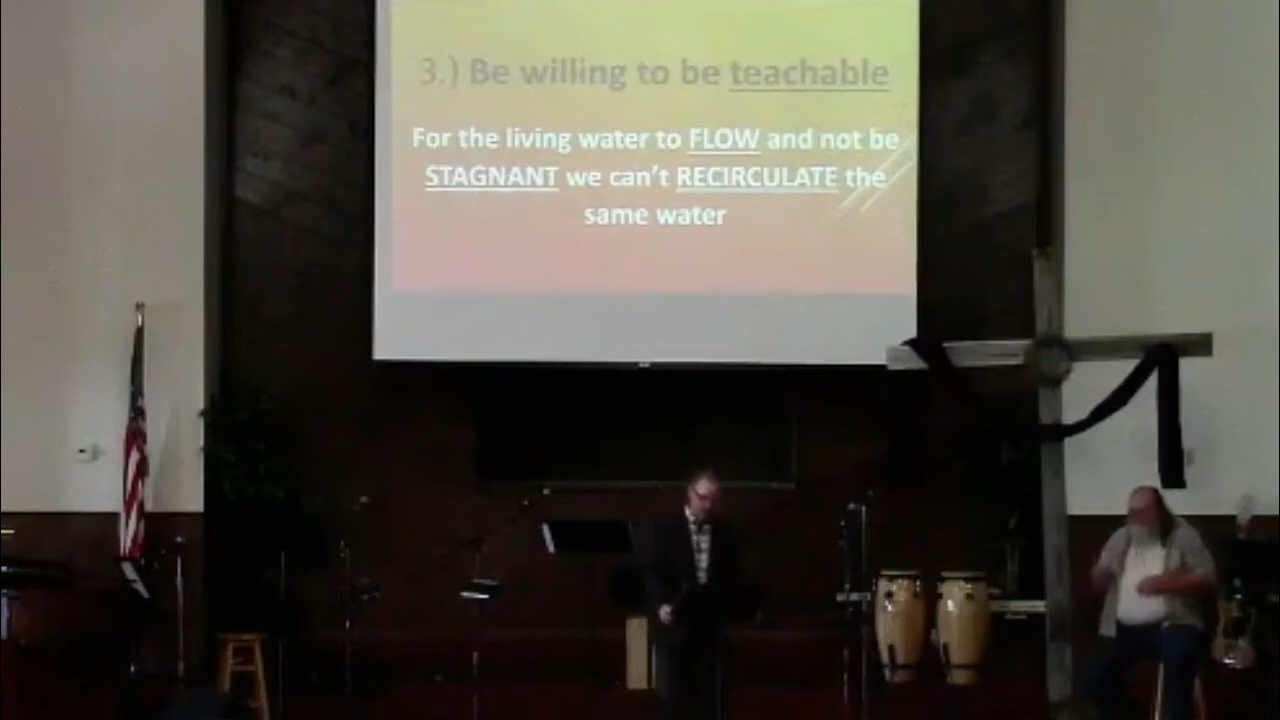 3.) Be willing to be teachable
For the living water to FLOW and not be
STAGNANT we can't RECIRCULATE the
same water